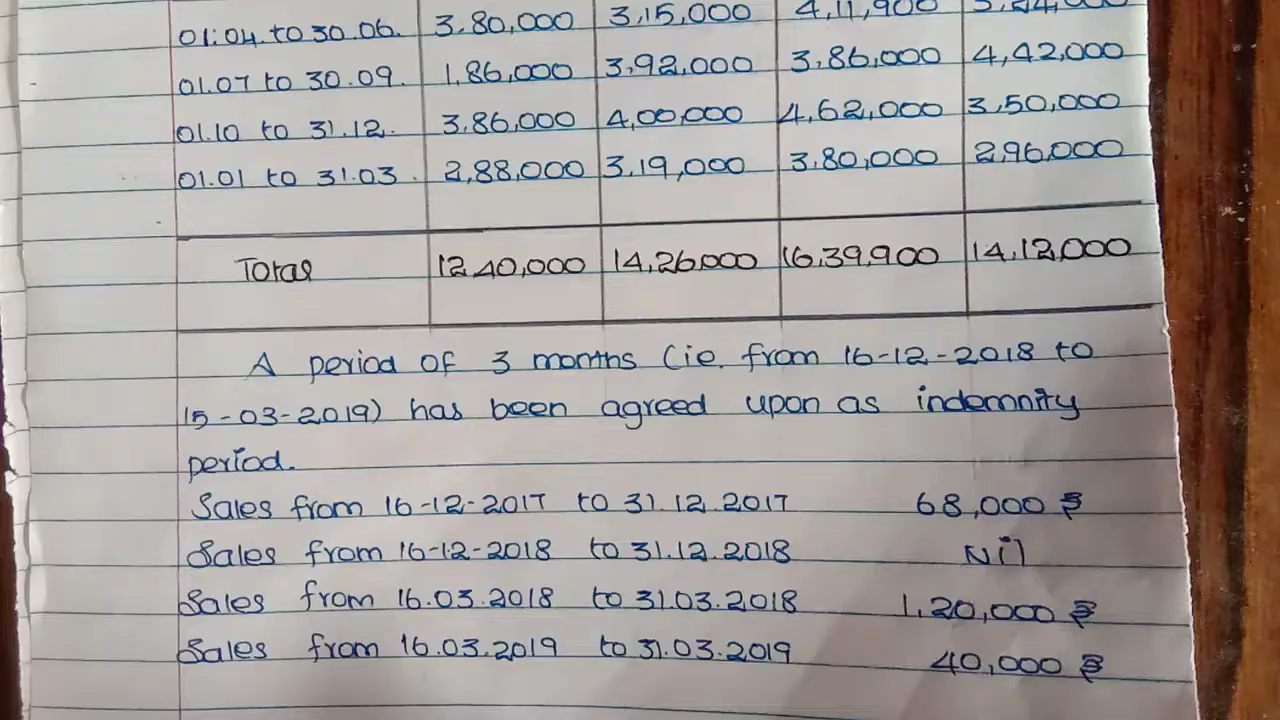 01.04 to 30.06. 3,80,000 3,15,000 4,11,900
01.07 to 30.09. 1,86,000 3,92,000 3,86,000 4,42,000
01.10 to 31.12. 3,86,000 4,00,000 4,62,000 3,50,000
01.01 to 31.03. 2,88,000 3,19,000 3,80,000 2,96,000
Total 12,40,000 14,26,000 16,39,900 14,12,000
A period of 3 months (ie. from 16-12-2018 to
15-03-2019) has been agreed upon as indemnity
period.
Sales from 16-12-2017 to 31.12.2017 68,000 ₹
Sales from 16-12-2018 to 31.12.2018 Nil
Sales from 16.03.2018 to 31.03.2018 1,20,000 ₹
Sales from 16.03.2019 to 31.03.2019 40,000 ₹